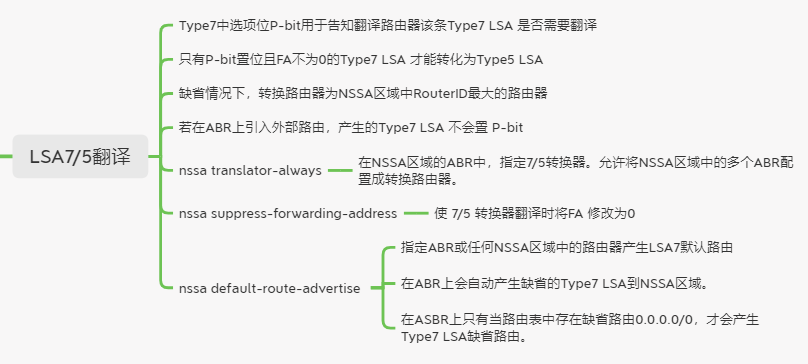 Type7中选项位P-bit用于告知翻译路由器该条Type7 LSA 是否需要翻译
只有P-bit置位且FA不为0的Type7 LSA 才能转化为Type5 LSA
缺省情况下，转换路由器为NSSA区域中RouterID最大的路由器
若在ABR上引入外部路由，产生的Type7 LSA 不会置 P-bit
LSA7/5翻译
nssa translator-always
在NSSA区域的ABR中，指定7/5转换器。允许将NSSA区域中的多个ABR配
置成转换路由器。
nssa suppress-forwarding-address
使 7/5 转换器翻译时将FA 修改为0
nssa default-route-advertise
指定ABR或任何NSSA区域中的路由器产生LSA7默认路由
在ABR上会自动产生缺省的Type7 LSA到NSSA区域。
在ASBR上只有当路由表中存在缺省路由0.0.0.0/0，才会产生
Type7 LSA缺省路由。